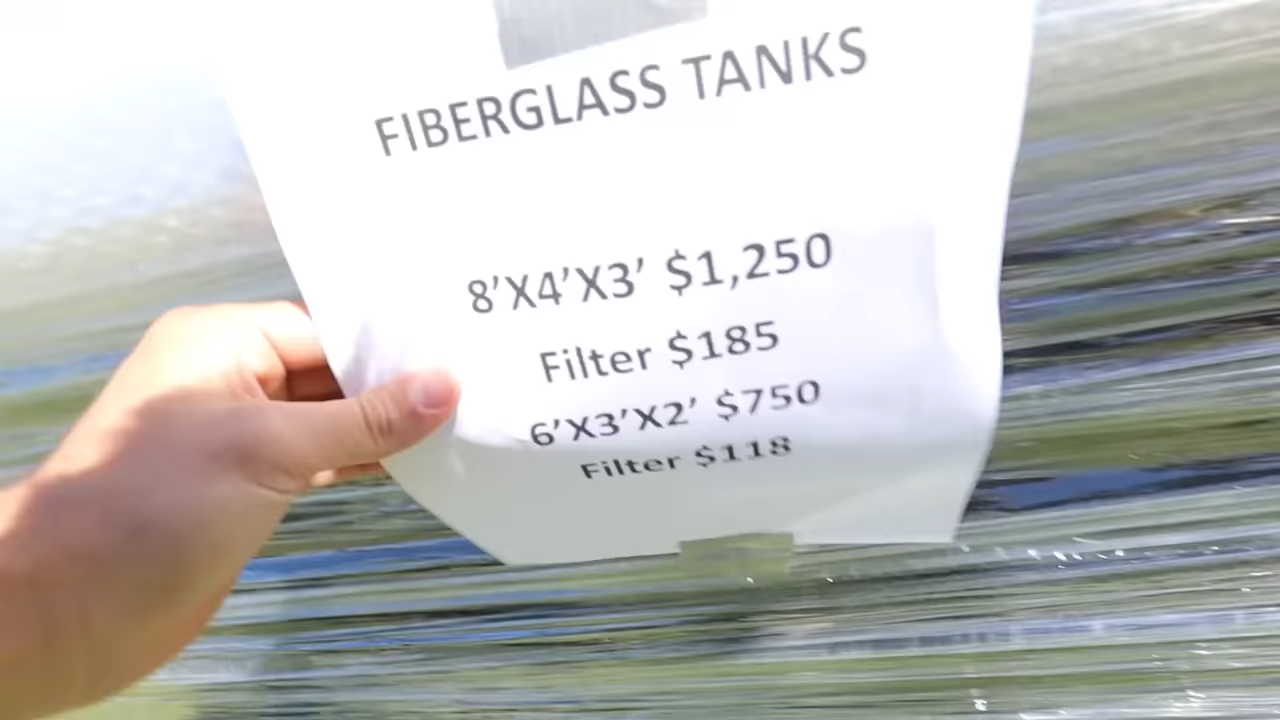 FIBERGLASS TANKS
8'X4'X3' $1,250
Filter $185
6'X3'X2' $750
Filter $118